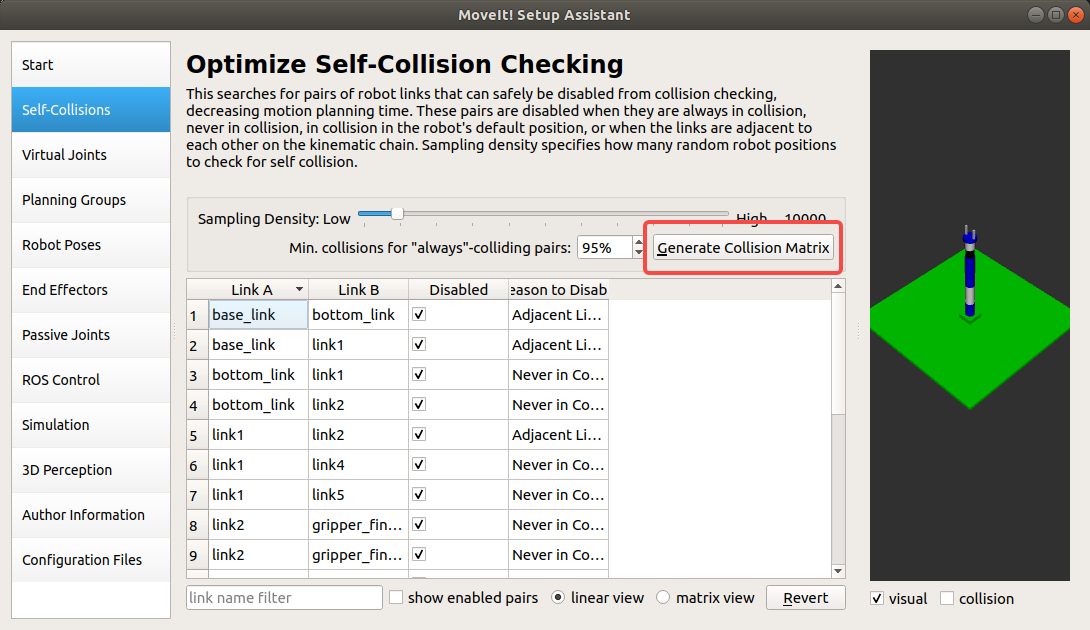 MoveIt! Setup Assistant
Start
Self-Collisions
Virtual Joints
Planning Groups
Robot Poses
End Effectors
Passive Joints
ROS Control
Simulation
3D Perception
Author Information
Configuration Files
Optimize Self-Collision Checking
This searches for pairs of robot links that can safely be disabled from collision checking,
decreasing motion planning time. These pairs are disabled when they are always in collision,
never in collision, in collision in the robot's default position, or when the links are adjacent to
each other on the kinematic chain. Sampling density specifies how many random robot positions
to check for self collision.
Sampling Density: Low High 10000
Min. collisions for "always"-colliding pairs: 95% Generate Collision Matrix
Link A Link B Disabled eason to Disab
1 base_link bottom_link Adjacent Li...
2 base_link link1 Adjacent Li...
3 bottom_link link1 Never in Co...
4 bottom_link link2 Never in Co...
5 link1 link2 Adjacent Li...
6 link1 link4 Never in Co...
7 link1 link5 Never in Co...
8 link2 gripper_fin... Never in Co...
9 link2 gripper_fin... Never in Co...
link name filter show enabled pairs linear view matrix view Revert
visual collision